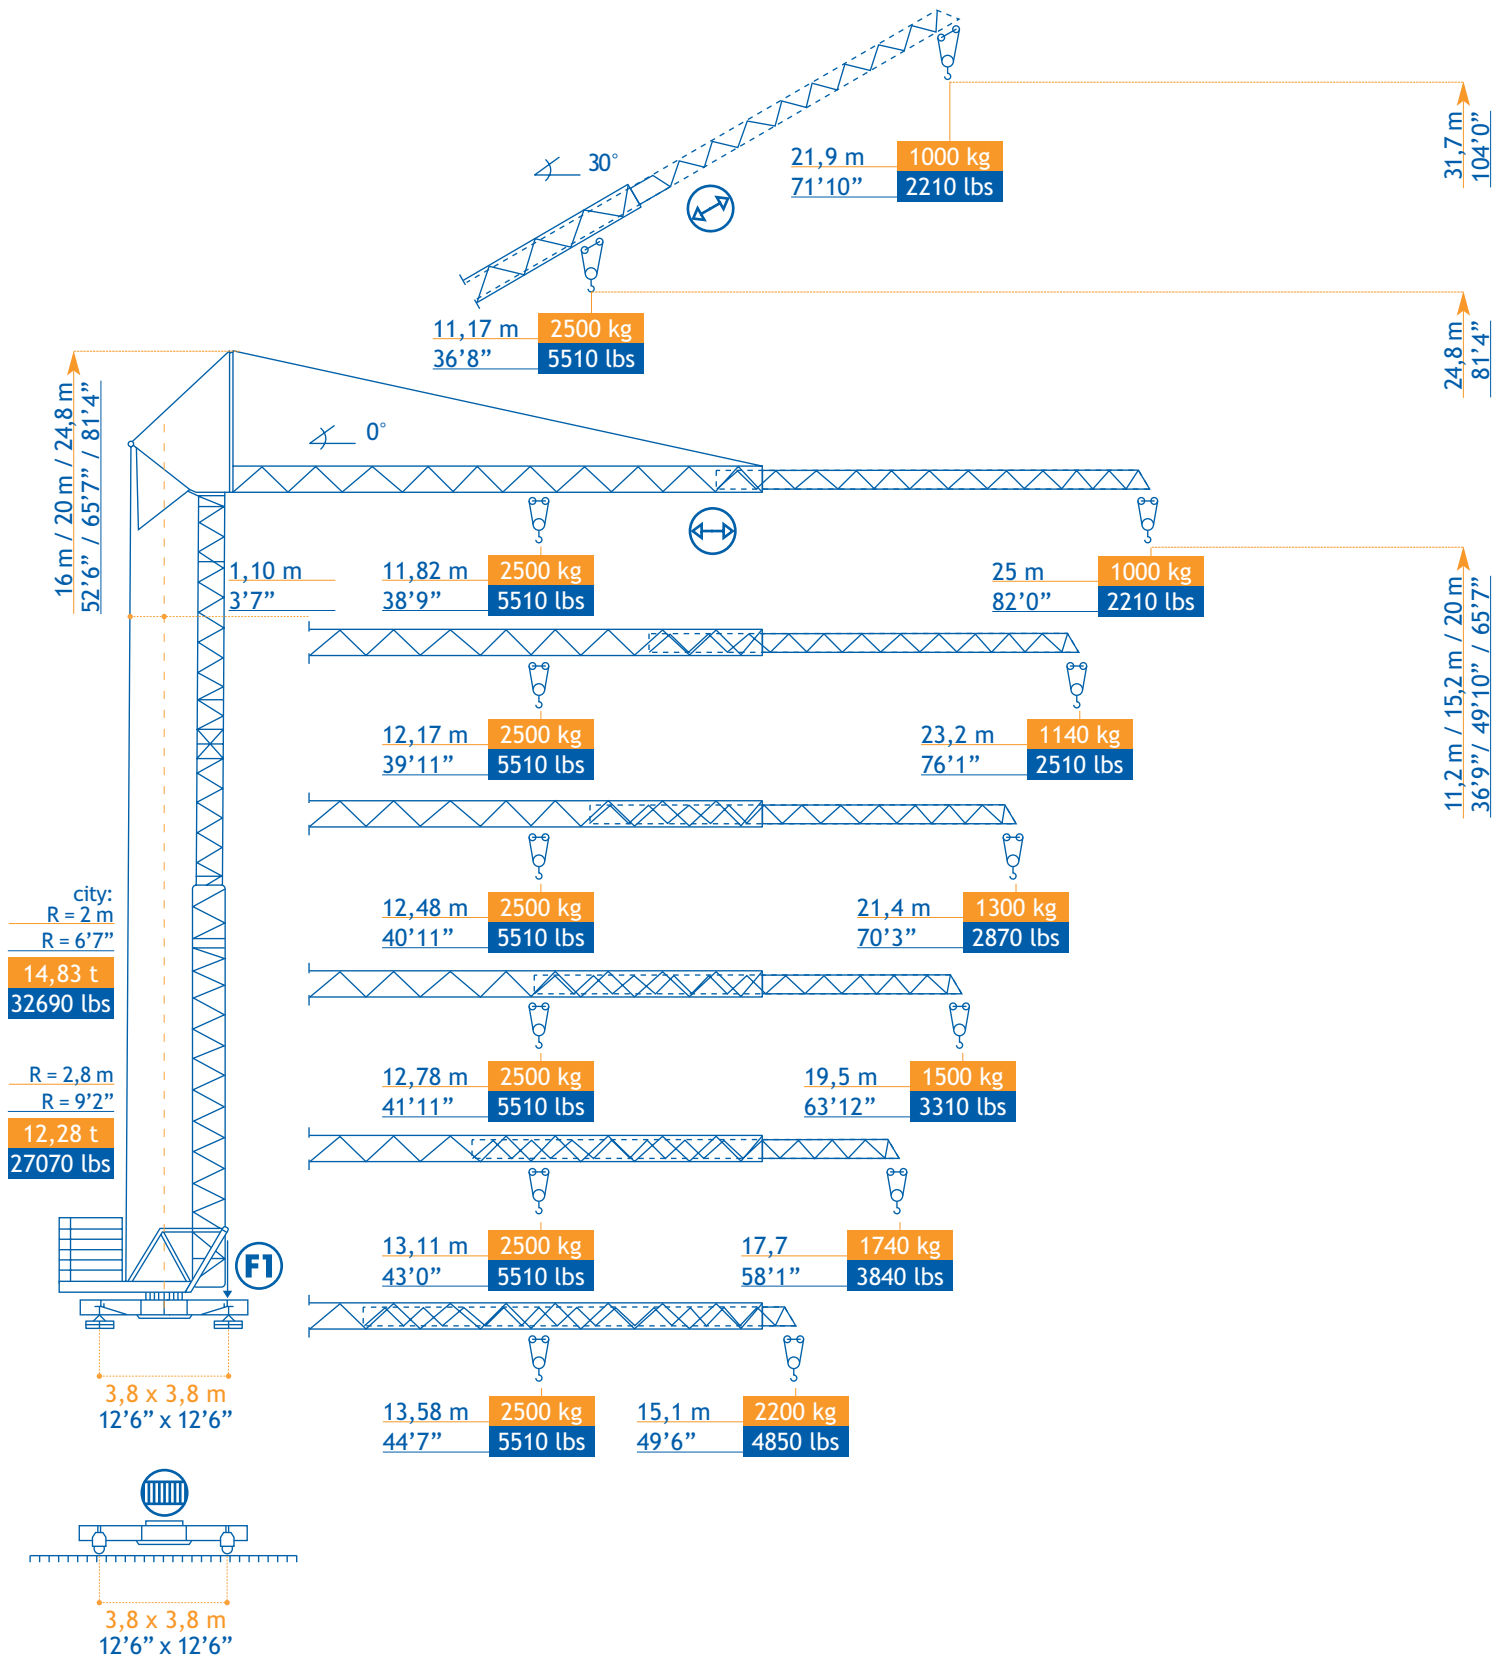 31,7 m
104’0”
21,9 m
1000 kg
71’10”
2210 lbs
30°
11,17 m
2500 kg
36’8”
5510 lbs
24,8 m
81’4”
16 m / 20 m / 24,8 m
52’6” / 65’7” / 81’4”
0°
1,10 m
3’7”
11,82 m
2500 kg
38’9”
5510 lbs
25 m
1000 kg
82’0”
2210 lbs
11,2 m / 15,2 m / 20 m
36’9”/ 49’10” / 65’7”
12,17 m
2500 kg
39’11”
5510 lbs
23,2 m
1140 kg
76’1”
2510 lbs
12,48 m
2500 kg
40’11”
5510 lbs
21,4 m
1300 kg
70’3”
2870 lbs
city:
R = 2 m
R = 6’7”
14,83 t
32690 lbs
12,78 m
2500 kg
41’11”
5510 lbs
19,5 m
1500 kg
63’12”
3310 lbs
R = 2,8 m
R = 9’2”
12,28 t
27070 lbs
13,11 m
2500 kg
43’0”
5510 lbs
17,7
1740 kg
58’1”
3840 lbs
F1
13,58 m
2500 kg
44’7”
5510 lbs
15,1 m
2200 kg
49’6”
4850 lbs
3,8 x 3,8 m
12’6” x 12’6”
3,8 x 3,8 m
12’6” x 12’6”